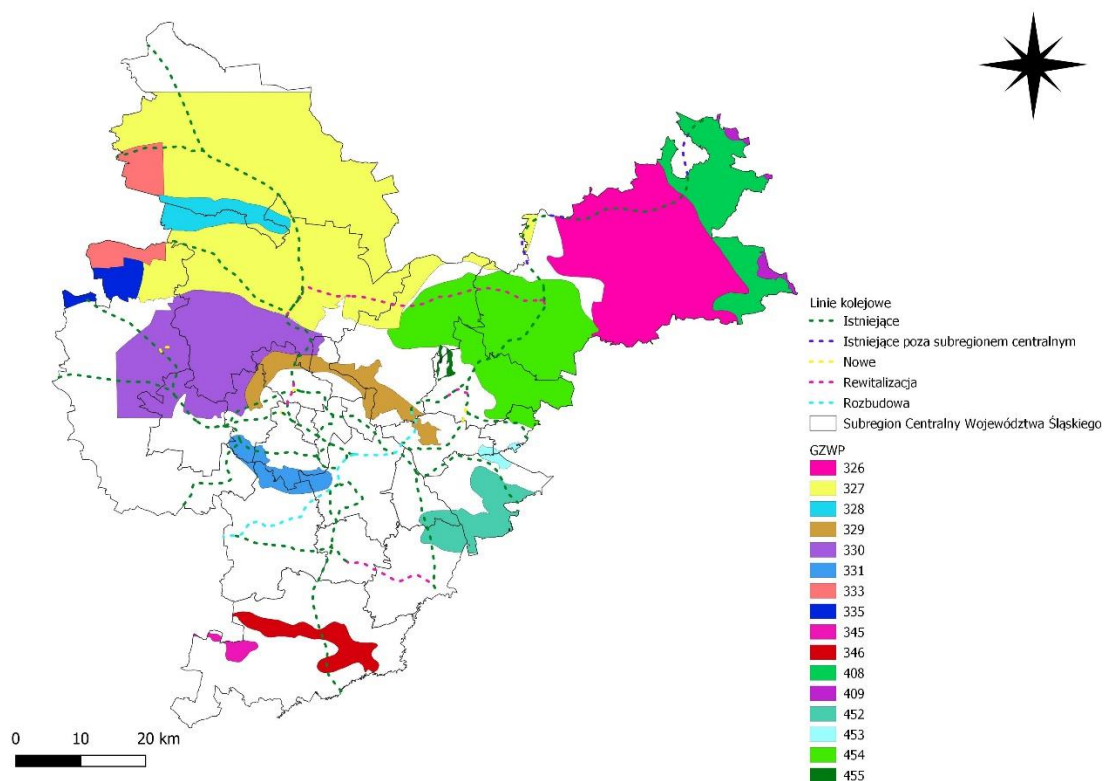 Linie kolejowe
Istniejące
Istniejące poza subregionem centralnym
Nowe
Rewitalizacja
Rozbudowa
Subregion Centralny Województwa Śląskiego
GZWP
326
327
328
329
330
331
333
335
345
346
408
409
452
453
454
455
0 10 20 km